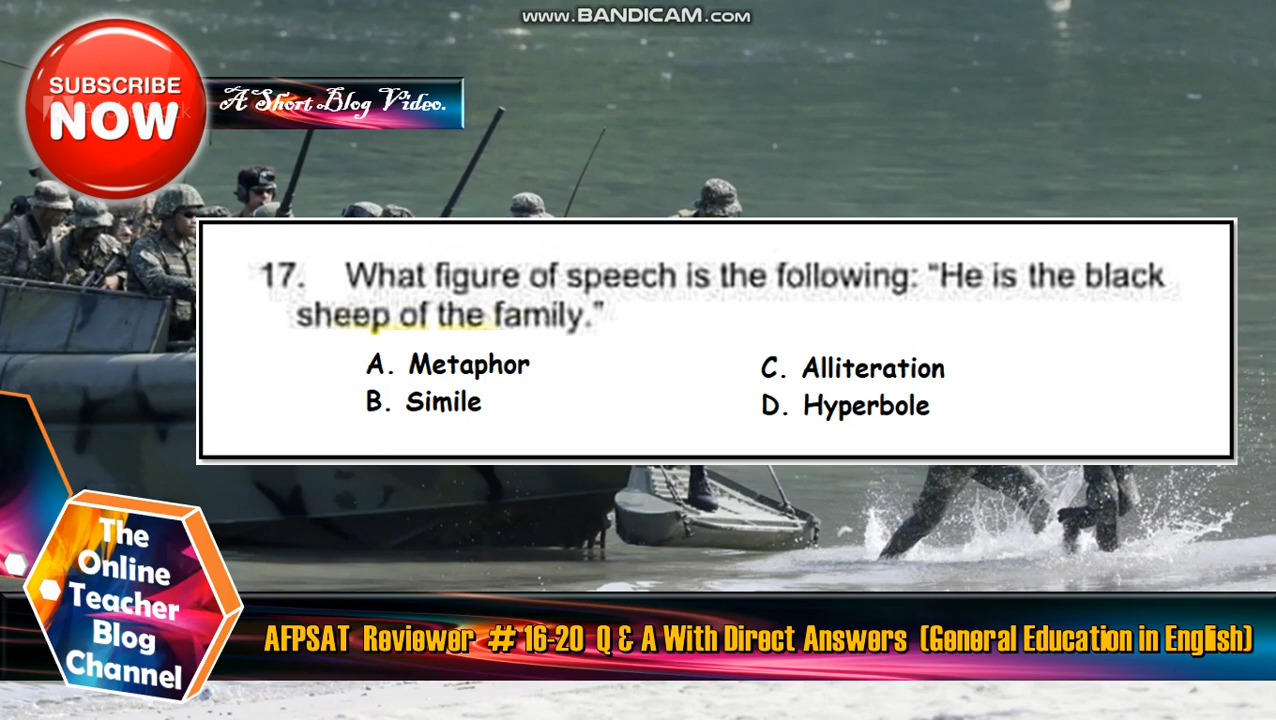 www.BANDICAM.com
SUBSCRIBE
NOW
A Short Blog Video.
17. What figure of speech is the following: “He is the black
sheep of the family.”
A. Metaphor
B. Simile
C. Alliteration
D. Hyperbole
The
Online
Teacher
Blog
Channel
AFPSAT Reviewer # 16-20 Q & A With Direct Answers (General Education in English)